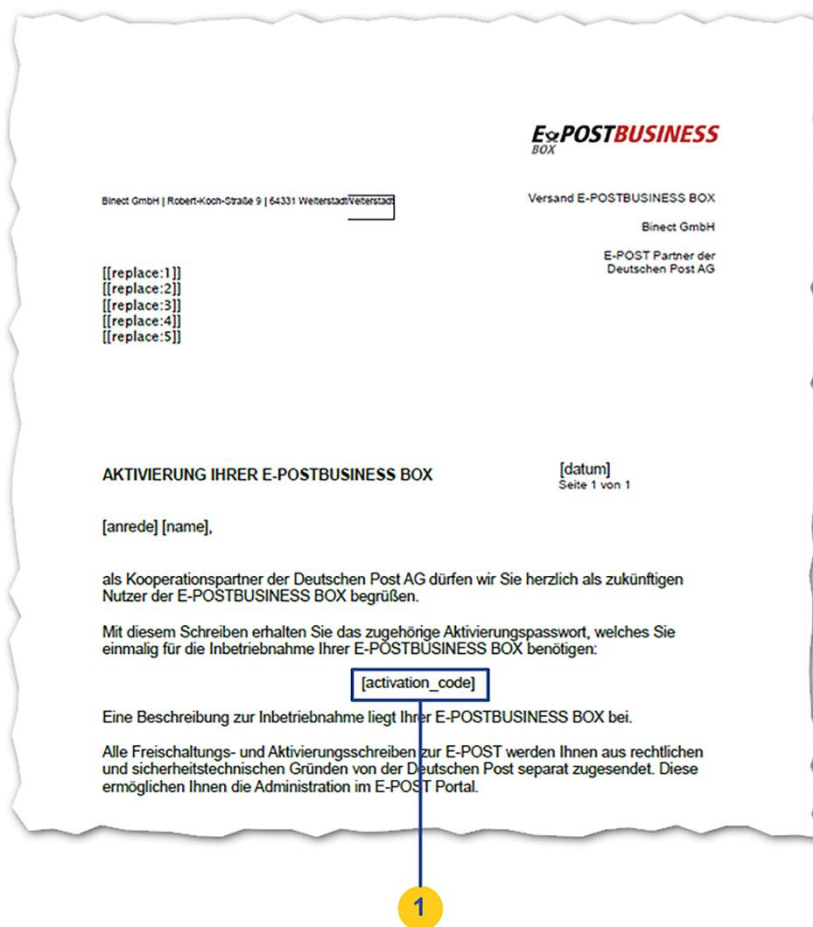 E POSTBUSINESS
BOX
Binect GmbH | Robert-Koch-Straße 9 | 64331 Weiterstadt
Versand E-POSTBUSINESS BOX
Binect GmbH
E-POST Partner der
Deutschen Post AG
[[replace:1]]
[[replace:2]]
[[replace:3]]
[[replace:4]]
[[replace:5]]
AKTIVIERUNG IHRER E-POSTBUSINESS BOX
[datum]
Seite 1 von 1
[anrede] [name],
als Kooperationspartner der Deutschen Post AG dürfen wir Sie herzlich als zukünftigen
Nutzer der E-POSTBUSINESS BOX begrüßen.
Mit diesem Schreiben erhalten Sie das zugehörige Aktivierungspasswort, welches Sie
einmalig für die Inbetriebnahme Ihrer E-POSTBUSINESS BOX benötigen:
[activation_code]
Eine Beschreibung zur Inbetriebnahme liegt Ihrer E-POSTBUSINESS BOX bei.
Alle Freischaltungs- und Aktivierungsschreiben zur E-POST werden Ihnen aus rechtlichen
und sicherheitstechnischen Gründen von der Deutschen Post separat zugesendet. Diese
ermöglichen Ihnen die Administration im E-POST Portal.
1